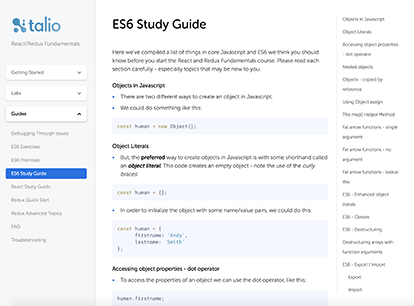 talio
React/Redux Fundamentals
Getting Started
Labs
Guides
Debugging Through Issues
ES6 Exercises
ES6 Promises
ES6 Study Guide
React Study Guide
Redux Quick Start
Redux Advanced Topics
FAQ
Troubleshooting
ES6 Study Guide
Here we've compiled a list of things in core Javascript and ES6 we think you should
know before you start the React and Redux Fundamentals course. Please read each
section carefully - especially topics that may be new to you.
Objects in Javascript
There are two different ways to create an object in Javascript.
We could do something like this:
const human = new Object();
Object Literals
But, the preferred way to create objects in Javascript is with some shorthand called
an object literal. This code creates an empty object - note the use of the curly
braces.
const human = {};
In order to initialize the object with some name/value pairs, we could do this:
const human = {
firstname: 'Andy',
lastname: 'Smith'
};
Accessing object properties - dot operator
To access the properties of an object we can use the dot operator, like this:
human.firstname;
Objects in Javascript
Object Literals
Accessing object properties
- dot operator
Nested objects
Objects - copied by
reference
Using Object.assign
The map() Helper Method
Fat arrow functions - single
argument
Fat arrow functions - no
argument
Fat arrow functions - lexical
this
ES6 - Enhanced object
literals
ES6 - Classes
ES6 - Destructuring
Destructuring arrays with
function arguments
ES6 - Export / Import
Export
Import